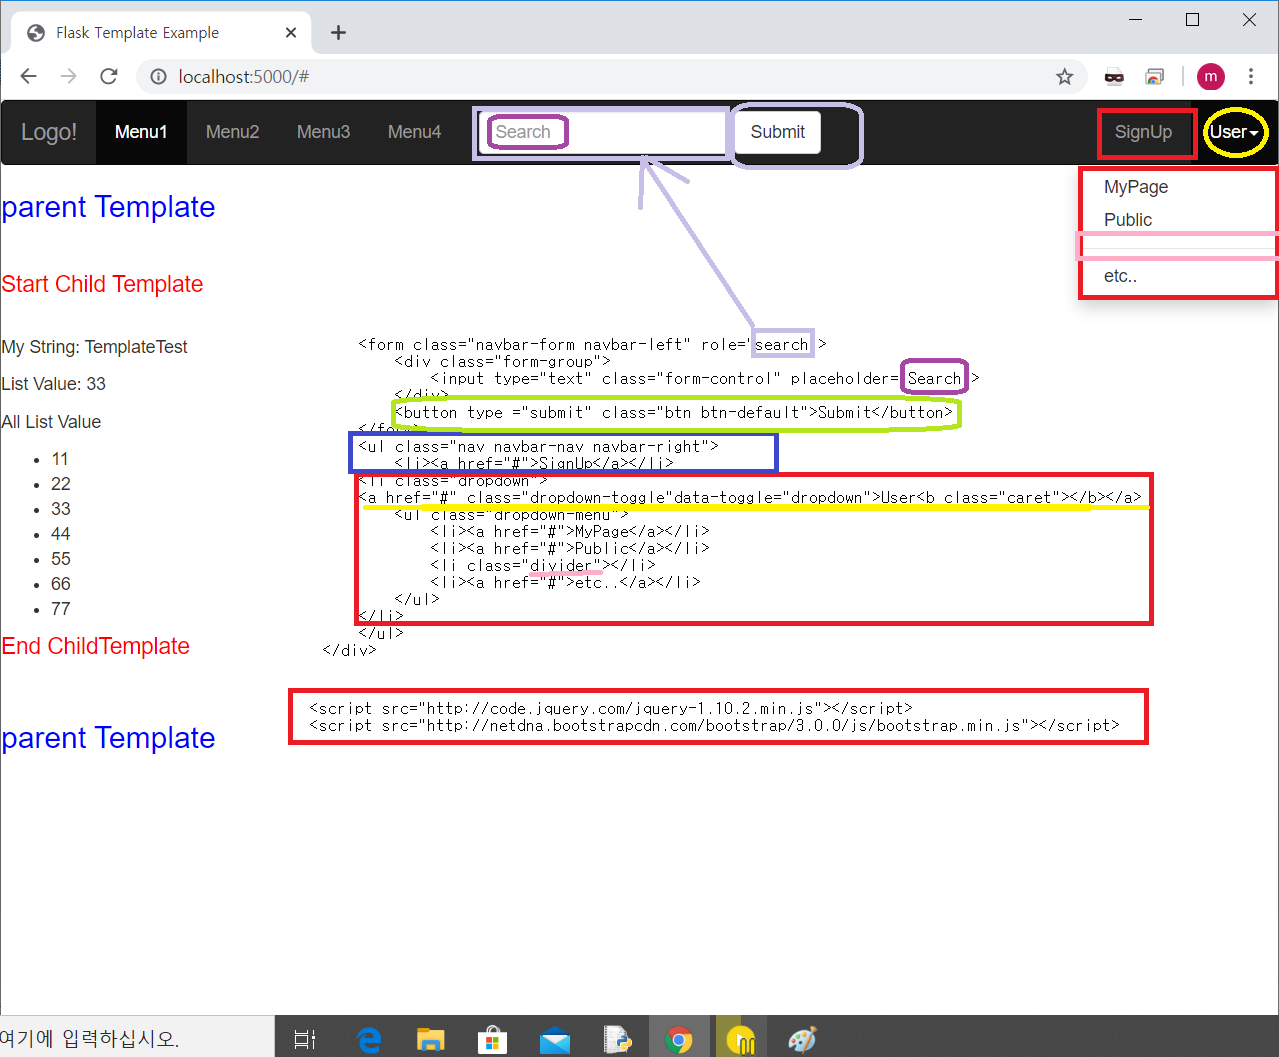 Flask Template Example
localhost:5000/#
m
Logo! Menu1 Menu2 Menu3 Menu4 Search Submit SignUp User
MyPage
Public
etc..
parent Template
Start Child Template
My String: TemplateTest
List Value: 33
All List Value
11
22
33
44
55
66
77
End ChildTemplate
parent Template
<form class="navbar-form navbar-left" role="search">
<div class="form-group">
<input type="text" class="form-control" placeholder=Search >
</div>
<button type ="submit" class="btn btn-default">Submit</button>
</form>
<ul class="nav navbar-nav navbar-right">
<li><a href="#">SignUp</a></li>
<li class="dropdown">
<a href="#" class="dropdown-toggle"data-toggle="dropdown">User<b class="caret"></b></a>
<ul class="dropdown-menu">
<li><a href="#">MyPage</a></li>
<li><a href="#">Public</a></li>
<li class="divider"></li>
<li><a href="#">etc..</a></li>
</ul>
</li>
</ul>
</div>
<script src="http://code.jquery.com/jquery-1.10.2.min.js"></script>
<script src="http://netdna.bootstrapcdn.com/bootstrap/3.0.0/js/bootstrap.min.js"></script>
여기에 입력하십시오.